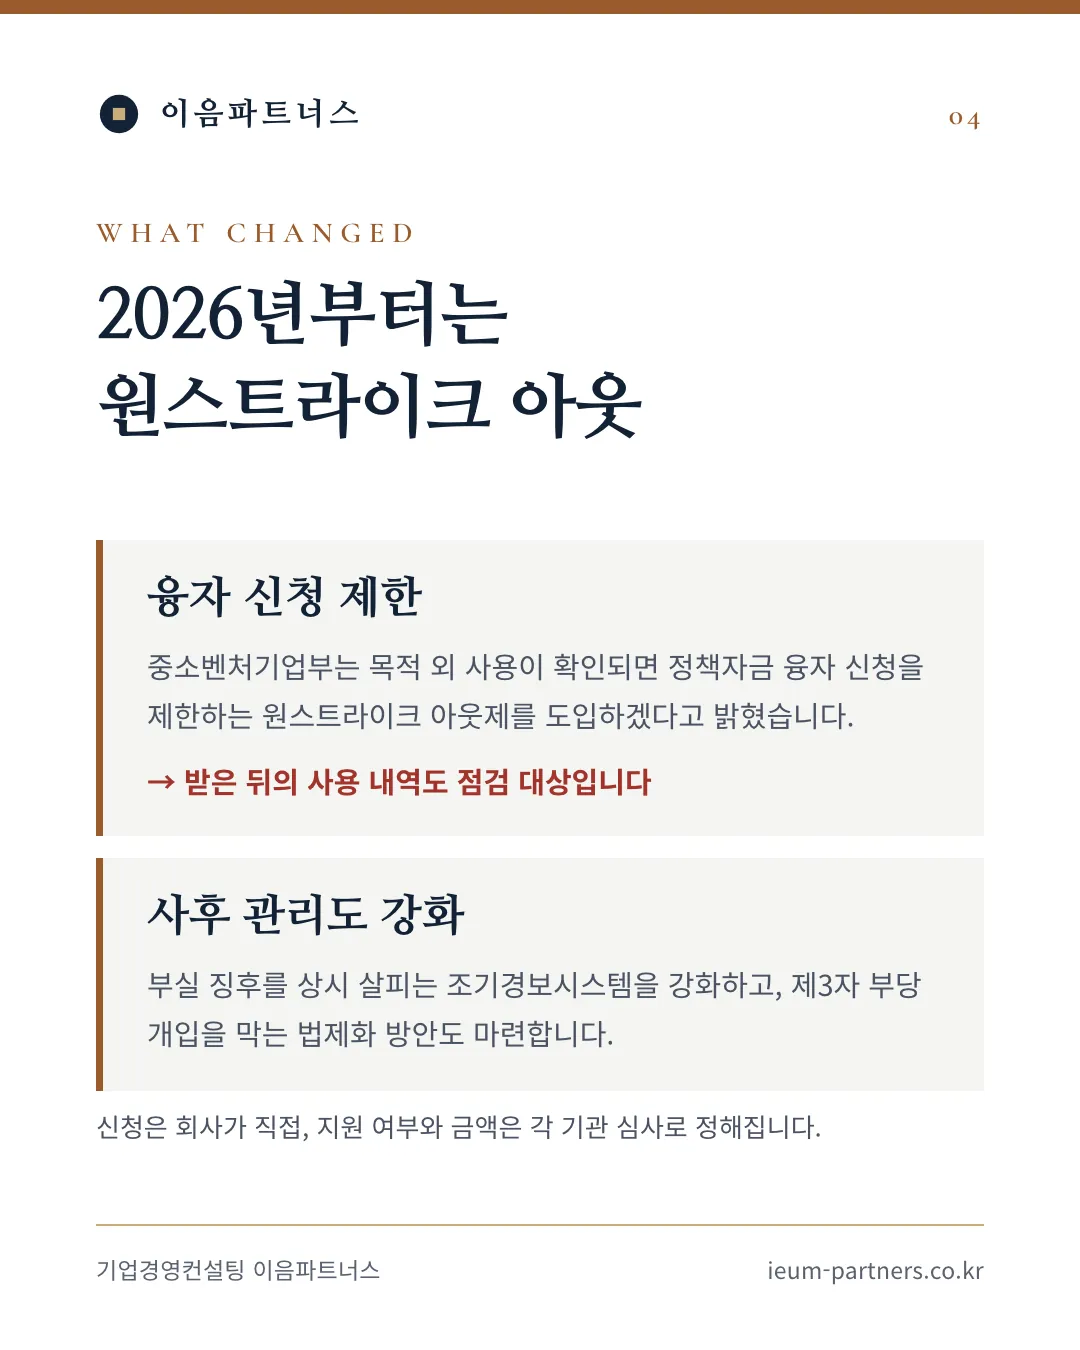 이음파트너스
04
WHAT CHANGED
2026년부터는
원스트라이크 아웃
융자 신청 제한
중소벤처기업부는 목적 외 사용이 확인되면 정책자금 융자 신청을
제한하는 원스트라이크 아웃제를 도입하겠다고 밝혔습니다.
→ 받은 뒤의 사용 내역도 점검 대상입니다
사후 관리도 강화
부실 징후를 상시 살피는 조기경보시스템을 강화하고, 제3자 부당
개입을 막는 법제화 방안도 마련합니다.
신청은 회사가 직접, 지원 여부와 금액은 각 기관 심사로 정해집니다.
기업경영컨설팅 이음파트너스
ieum-partners.co.kr